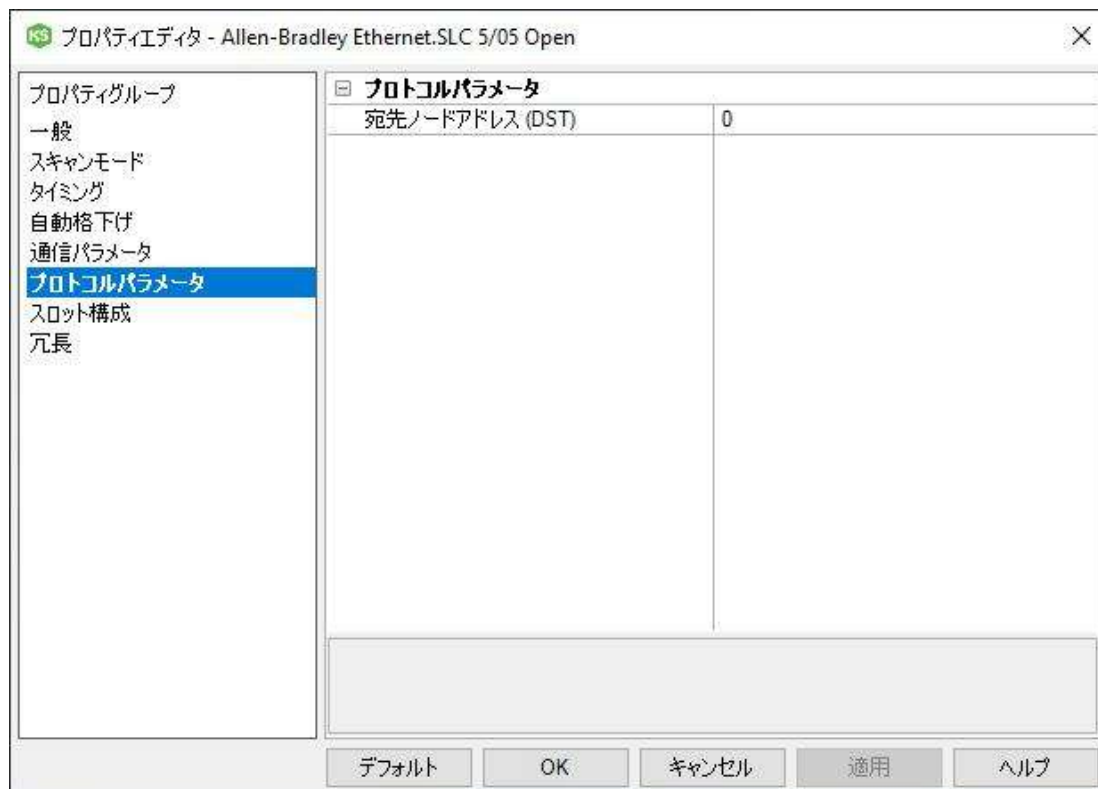 KS プロパティエディタ - Allen-Bradley Ethernet.SLC 5/05 Open
プロパティグループ
一般
スキャンモード
タイミング
自動格下げ
通信パラメータ
プロトコルパラメータ
スロット構成
冗長
プロトコルパラメータ
宛先ノードアドレス (DST) 0
デフォルト OK キャンセル 適用 ヘルプ